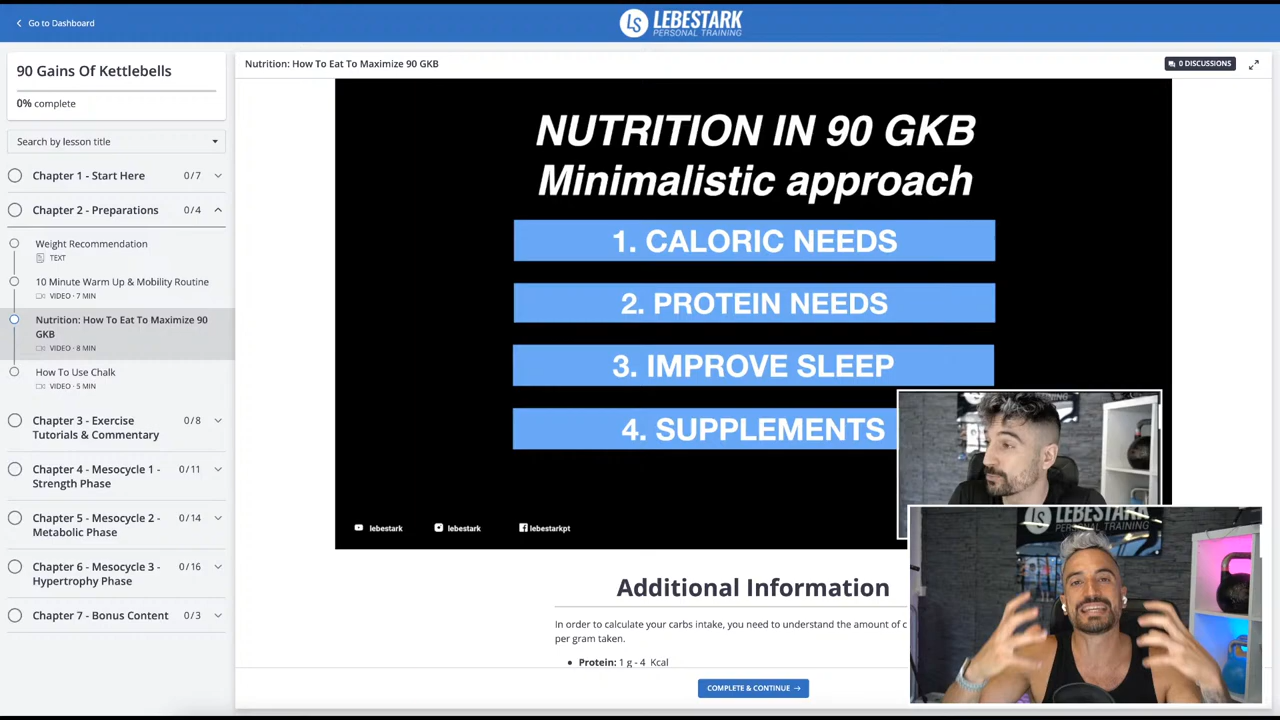 Go to Dashboard
LS LEBESTARK
PERSONAL TRAINING
90 Gains Of Kettlebells
0% complete
Search by lesson title
Chapter 1 - Start Here 0/7
Chapter 2 - Preparations 0/4
Weight Recommendation
TEXT
10 Minute Warm Up & Mobility Routine
VIDEO · 7 MIN
Nutrition: How To Eat To Maximize 90
GKB
VIDEO · 8 MIN
How To Use Chalk
VIDEO · 5 MIN
Chapter 3 - Exercise 0/8
Tutorials & Commentary
Chapter 4 - Mesocycle 1 - 0/11
Strength Phase
Chapter 5 - Mesocycle 2 - 0/14
Metabolic Phase
Chapter 6 - Mesocycle 3 - 0/16
Hypertrophy Phase
Chapter 7 - Bonus Content 0/3
Nutrition: How To Eat To Maximize 90 GKB
0 DISCUSSIONS
NUTRITION IN 90 GKB
Minimalistic approach
1. CALORIC NEEDS
2. PROTEIN NEEDS
3. IMPROVE SLEEP
4. SUPPLEMENTS
lebestark lebestark lebestarkpt
LEBESTARK
PERSONAL TRAINING
Additional Information
In order to calculate your carbs intake, you need to understand the amount of c
per gram taken.
Protein: 1 g - 4 Kcal
COMPLETE & CONTINUE →